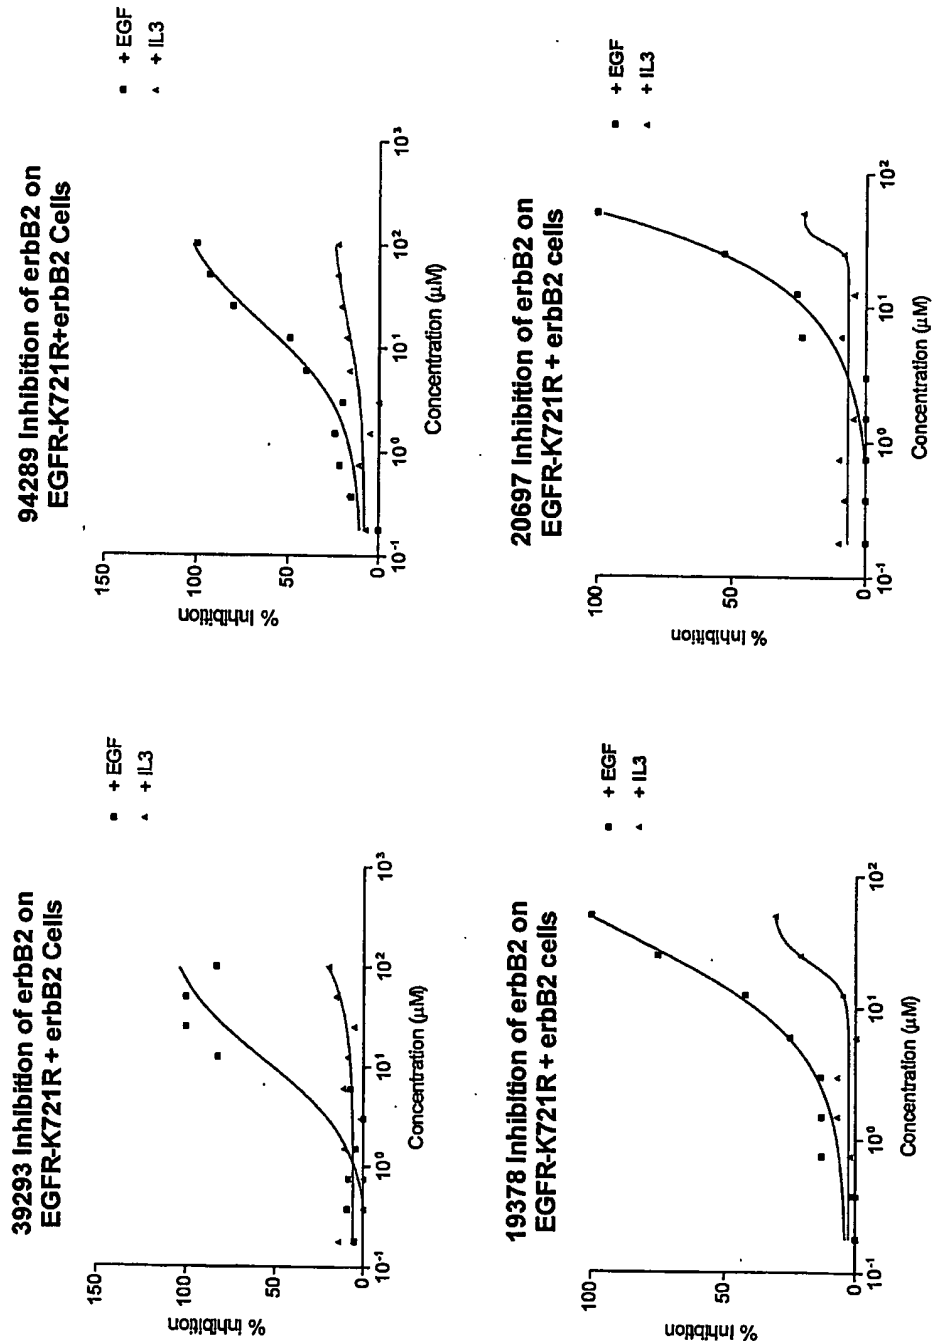 39293 Inhibition of erbB2 on
EGFR-K721R + erbB2 Cells
+ EGF
+ IL3
% Inhibition
150
100
50
0
10⁻¹
10⁰
10¹
10²
10³
Concentration (μM)
94289 Inhibition of erbB2 on
EGFR-K721R+erbB2 Cells
+ EGF
+ IL3
% Inhibition
150
100
50
0
10⁻¹
10⁰
10¹
10²
10³
Concentration (μM)
19378 Inhibition of erbB2 on
EGFR-K721R + erbB2 cells
+ EGF
+ IL3
% Inhibition
100
50
0
10⁻¹
10⁰
10¹
10²
Concentration (μM)
20697 Inhibition of erbB2 on
EGFR-K721R + erbB2 cells
+ EGF
+ IL3
% Inhibition
100
50
0
10⁻¹
10⁰
10¹
10²
Concentration (μM)